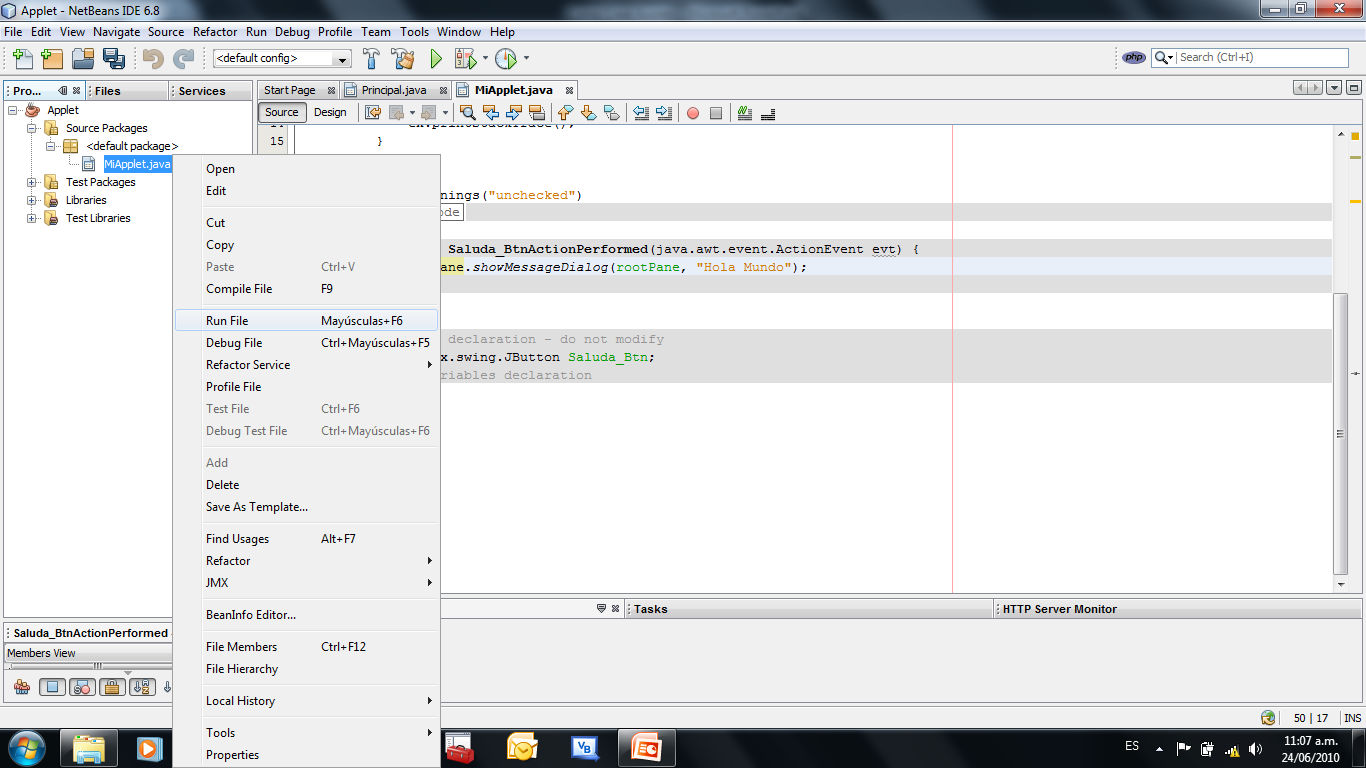 Applet - NetBeans IDE 6.8
File Edit View Navigate Source Refactor Run Debug Profile Team Tools Window Help
<default config>
php
Search (Ctrl+I)
Pro... Files Services
Start Page Principal.java MiApplet.java
Source Design
Applet
Source Packages
<default package>
MiApplet.java
Test Packages
Libraries
Test Libraries
15 }
nings("unchecked")
ode
Saluda_BtnActionPerformed(java.awt.event.ActionEvent evt) {
ane.showMessageDialog(rootPane, "Hola Mundo");
declaration - do not modify
x.swing.JButton Saluda_Btn;
riables declaration
Open
Edit
Cut
Copy
Paste Ctrl+V
Compile File F9
Run File Mayúsculas+F6
Debug File Ctrl+Mayúsculas+F5
Refactor Service
Profile File
Test File Ctrl+F6
Debug Test File Ctrl+Mayúsculas+F6
Add
Delete
Save As Template...
Find Usages Alt+F7
Refactor
JMX
BeanInfo Editor...
File Members Ctrl+F12
File Hierarchy
Local History
Tools
Properties
Tasks
HTTP Server Monitor
Saluda_BtnActionPerformed
Members View
50 | 17 INS
VB
ES
11:07 a.m.
24/06/2010